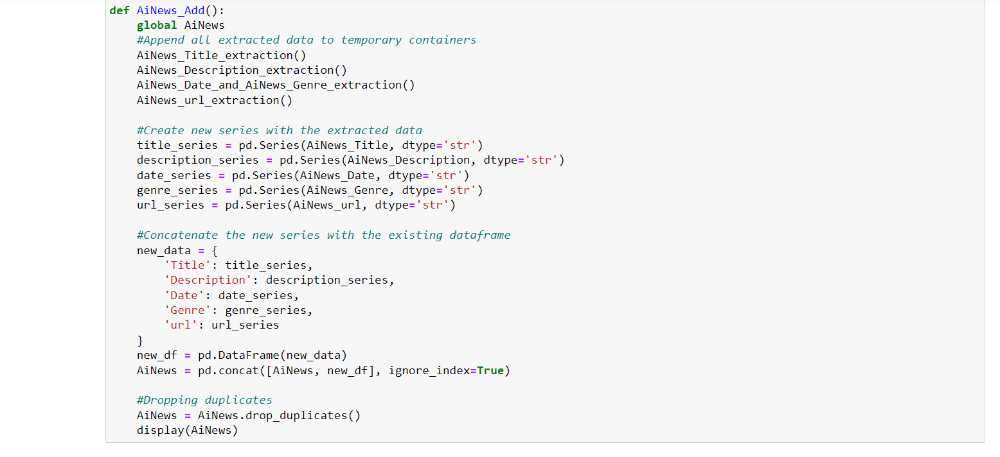 def AiNews_Add():
    global AiNews
    #Append all extracted data to temporary containers
    AiNews_Title_extraction()
    AiNews_Description_extraction()
    AiNews_Date_and_AiNews_Genre_extraction()
    AiNews_url_extraction()

    #Create new series with the extracted data
    title_series = pd.Series(AiNews_Title, dtype='str')
    description_series = pd.Series(AiNews_Description, dtype='str')
    date_series = pd.Series(AiNews_Date, dtype='str')
    genre_series = pd.Series(AiNews_Genre, dtype='str')
    url_series = pd.Series(AiNews_url, dtype='str')

    #Concatenate the new series with the existing dataframe
    new_data = {
        'Title': title_series,
        'Description': description_series,
        'Date': date_series,
        'Genre': genre_series,
        'url': url_series
    }
    new_df = pd.DataFrame(new_data)
    AiNews = pd.concat([AiNews, new_df], ignore_index=True)

    #Dropping duplicates
    AiNews = AiNews.drop_duplicates()
    display(AiNews)